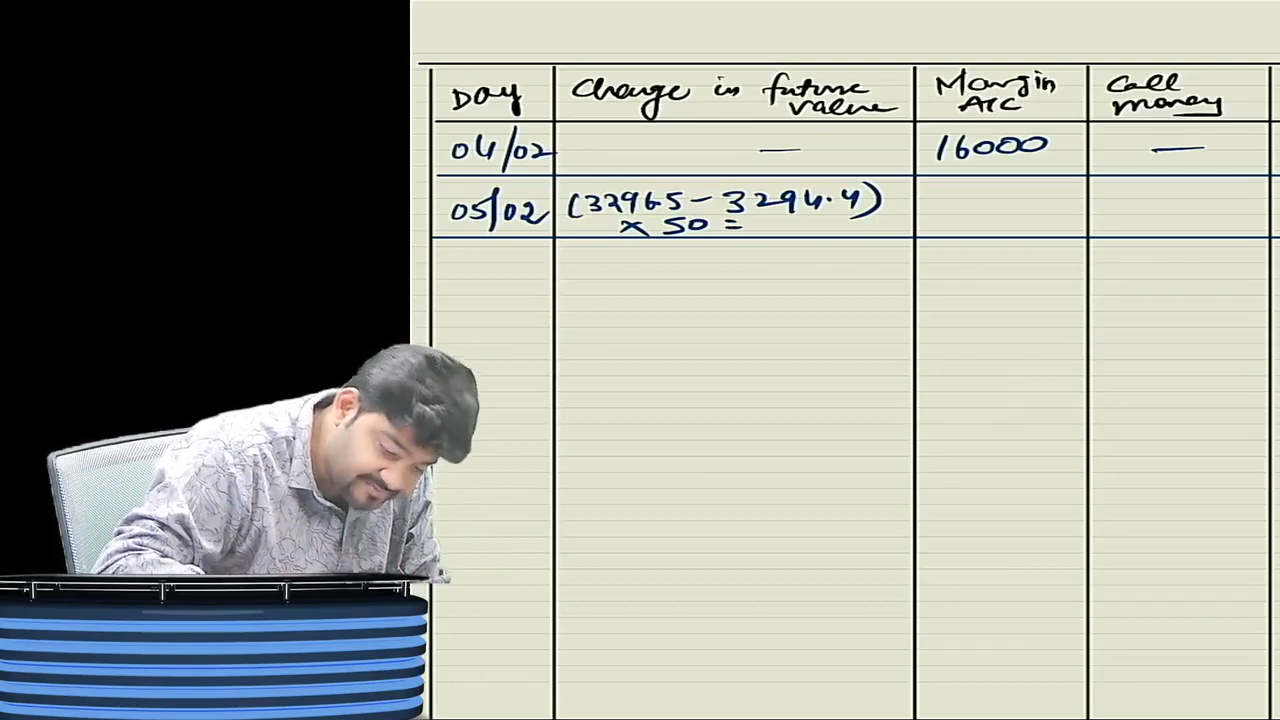 Day Change in future value Margin A/C Call money
04/02 — 16000 —
05/02 (32965 - 3294.4)
x 50 =